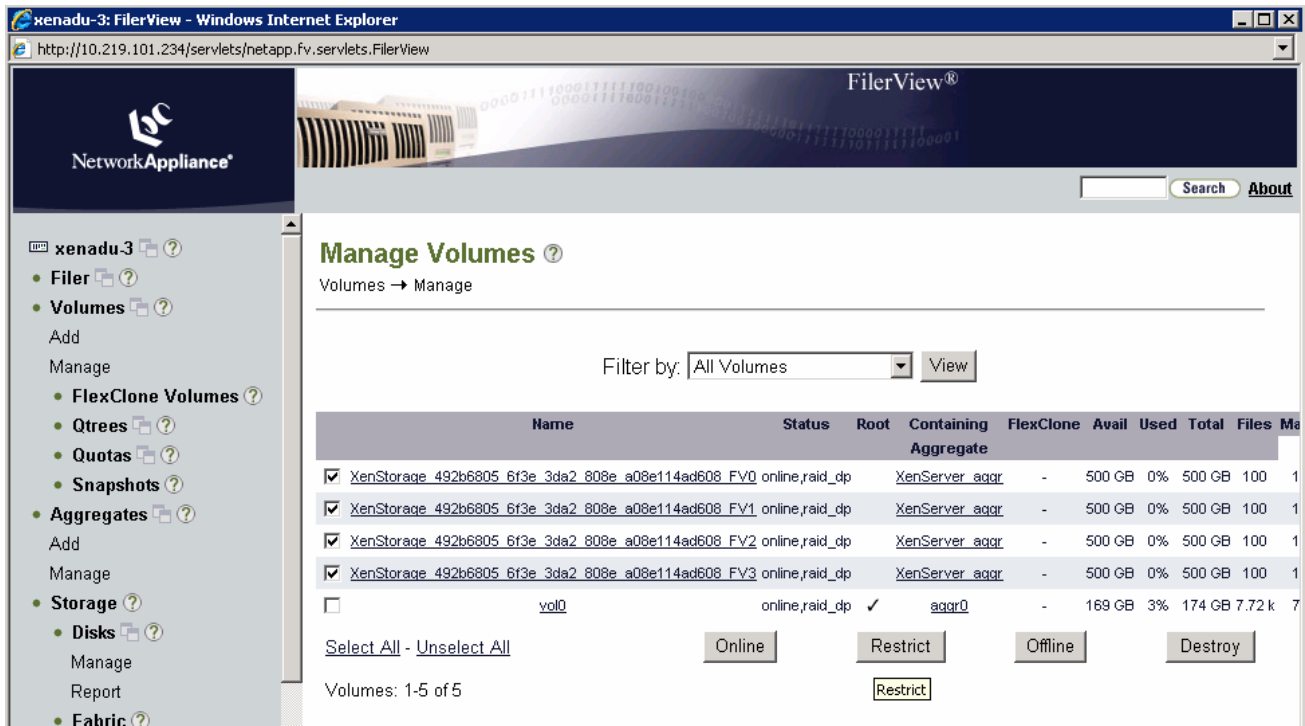 xenadu-3: FilerView - Windows Internet Explorer
http://10.219.101.234/servlets/netapp.fv.servlets.FilerView
FilerView®
NetworkAppliance®
Search About
xenadu-3
Filer
Volumes
Add
Manage
FlexClone Volumes
Qtrees
Quotas
Snapshots
Aggregates
Add
Manage
Storage
Disks
Manage
Report
Fabric
Manage Volumes
Volumes → Manage
Filter by: All Volumes View
Name Status Root Containing Aggregate FlexClone Avail Used Total Files Ma
XenStorage_492b6805_6f3e_3da2_808e_a08e114ad608_FV0 online,raid_dp XenServer_aggr - 500 GB 0% 500 GB 100 1
XenStorage_492b6805_6f3e_3da2_808e_a08e114ad608_FV1 online,raid_dp XenServer_aggr - 500 GB 0% 500 GB 100 1
XenStorage_492b6805_6f3e_3da2_808e_a08e114ad608_FV2 online,raid_dp XenServer_aggr - 500 GB 0% 500 GB 100 1
XenStorage_492b6805_6f3e_3da2_808e_a08e114ad608_FV3 online,raid_dp XenServer_aggr - 500 GB 0% 500 GB 100 1
vol0 online,raid_dp ✓ aggr0 - 169 GB 3% 174 GB 7.72 k 7
Select All - Unselect All Online Restrict Offline Destroy
Volumes: 1-5 of 5 Restrict